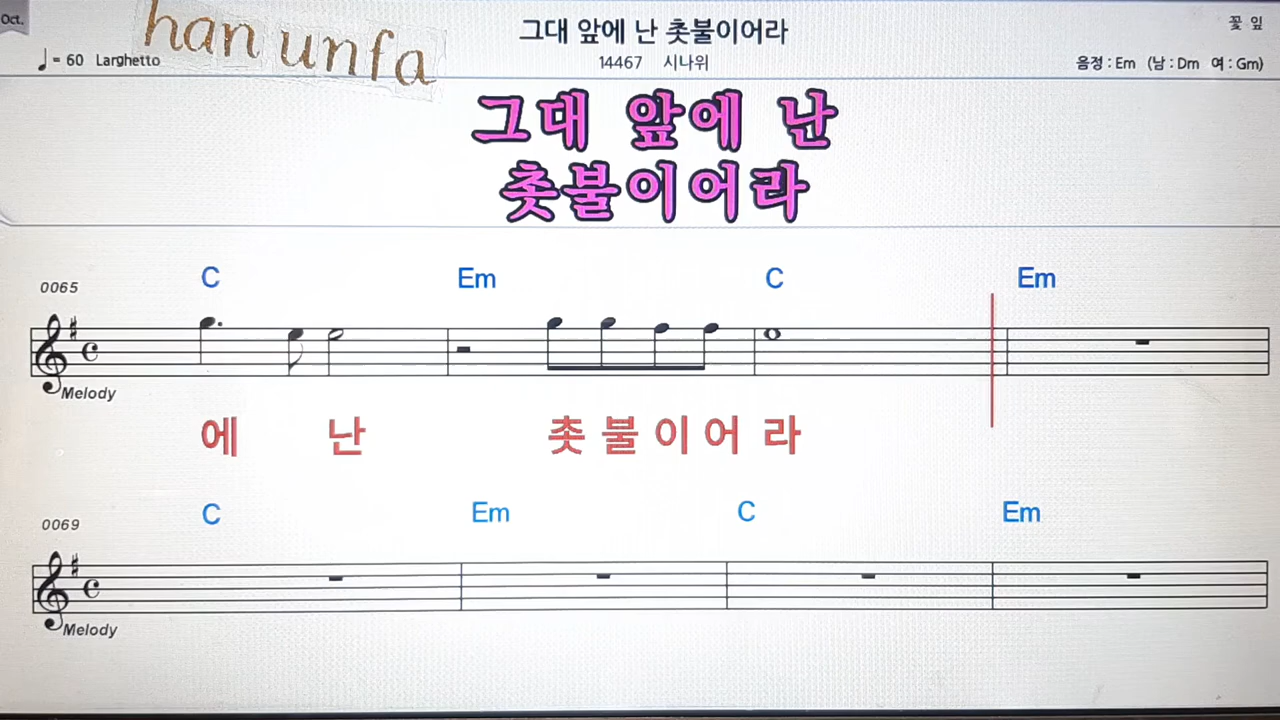 Oct.
han unfa
그대 앞에 난 촛불이어라
꽃 잎
♩= 60 Larghetto
14467 시나위
음정 : Em (남 : Dm 여 : Gm)
그대 앞에 난
촛불이어라
0065
C Em C Em
Melody
에 난 촛 불 이 어 라
0069
C Em C Em
Melody